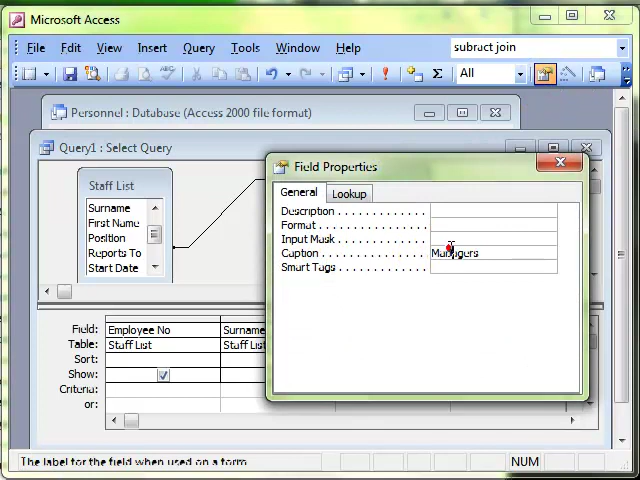 Microsoft Access
File Edit View Insert Query Tools Window Help subract join
All
Personnel : Database (Access 2000 file format)
Query1 : Select Query
Staff List
Surname
First Name
Position
Reports To
Start Date
Field Properties
General Lookup
Description . . . . . . . . . . . . .
Format . . . . . . . . . . . . . . . . .
Input Mask . . . . . . . . . . . . .
Caption . . . . . . . . . . . . . . . . Managers
Smart Tags . . . . . . . . . . . . .
Field: Employee No Surname
Table: Staff List Staff List
Sort:
Show:
Criteria:
or:
The label for the field when used on a form
NUM